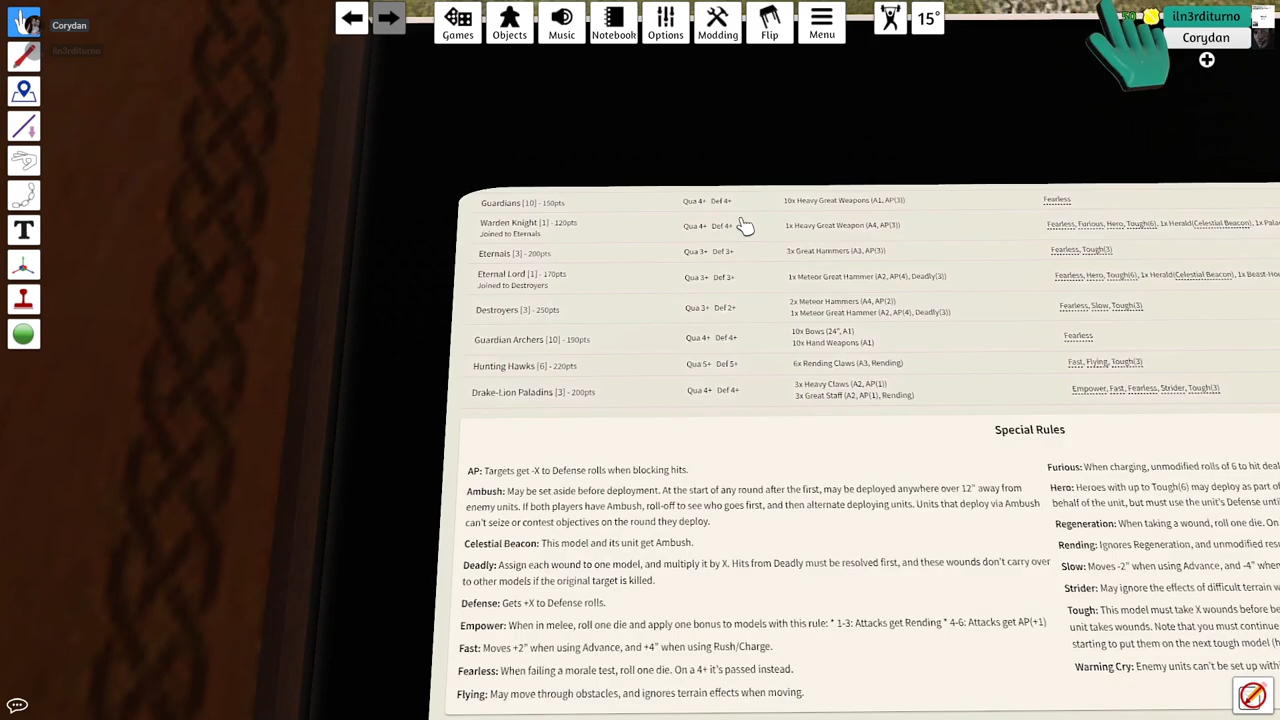 Corydan
iln3rditurno
Games
Objects
Music
Notebook
Options
Modding
Flip
Menu
15°
50
iln3rditurno
Corydan
Guardians [10] - 150pts Qua 4+ Def 4+ 10x Heavy Great Weapons (A1, AP(3)) Fearless
Warden Knight [1] - 120pts Qua 4+ Def 4+ 1x Heavy Great Weapon (A4, AP(3)) Fearless, Furious, Hero, Tough(6), 1x Herald(Celestial Beacon), 1x Pala
Joined to Eternals
Eternals [3] - 200pts Qua 3+ Def 3+ 3x Great Hammers (A3, AP(3)) Fearless, Tough(3)
Eternal Lord [1] - 170pts Qua 3+ Def 3+ 1x Meteor Great Hammer (A2, AP(4), Deadly(3)) Fearless, Hero, Tough(6), 1x Herald(Celestial Beacon), 1x Beast-Hou
Joined to Destroyers
Destroyers [3] - 250pts Qua 3+ Def 2+ 2x Meteor Hammers (A4, AP(2)) Fearless, Slow, Tough(3)
1x Meteor Great Hammer (A2, AP(4), Deadly(3))
Guardian Archers [10] - 190pts Qua 4+ Def 4+ 10x Bows (24", A1) Fearless
10x Hand Weapons (A1)
Hunting Hawks [6] - 220pts Qua 5+ Def 5+ 6x Rending Claws (A3, Rending) Fast, Flying, Tough(3)
Drake-Lion Paladins [3] - 200pts Qua 4+ Def 4+ 3x Heavy Claws (A2, AP(1)) Empower, Fast, Fearless, Strider, Tough(3)
3x Great Staff (A2, AP(1), Rending)
Special Rules
AP: Targets get -X to Defense rolls when blocking hits.
Ambush: May be set aside before deployment. At the start of any round after the first, may be deployed anywhere over 12" away from
enemy units. If both players have Ambush, roll-off to see who goes first, and then alternate deploying units. Units that deploy via Ambush
can't seize or contest objectives on the round they deploy.
Celestial Beacon: This model and its unit get Ambush.
Deadly: Assign each wound to one model, and multiply it by X. Hits from Deadly must be resolved first, and these wounds don't carry over
to other models if the original target is killed.
Defense: Gets +X to Defense rolls.
Empower: When in melee, roll one die and apply one bonus to models with this rule: * 1-3: Attacks get Rending * 4-6: Attacks get AP(+1)
Fast: Moves +2" when using Advance, and +4" when using Rush/Charge.
Fearless: When failing a morale test, roll one die. On a 4+ it's passed instead.
Flying: May move through obstacles, and ignores terrain effects when moving.
Furious: When charging, unmodified rolls of 6 to hit deal
Hero: Heroes with up to Tough(6) may deploy as part of
behalf of the unit, but must use the unit's Defense until
Regeneration: When taking a wound, roll one die. On
Rending: Ignores Regeneration, and unmodified resu
Slow: Moves -2" when using Advance, and -4" when
Strider: May ignore the effects of difficult terrain w
Tough: This model must take X wounds before be
unit takes wounds. Note that you must continue
starting to put them on the next tough model (h
Warning Cry: Enemy units can't be set up within